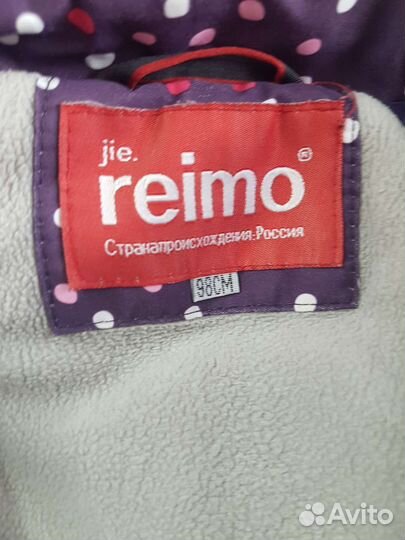 jie.
reimo®
Странапроисхождения:Россия
98CM
Avito